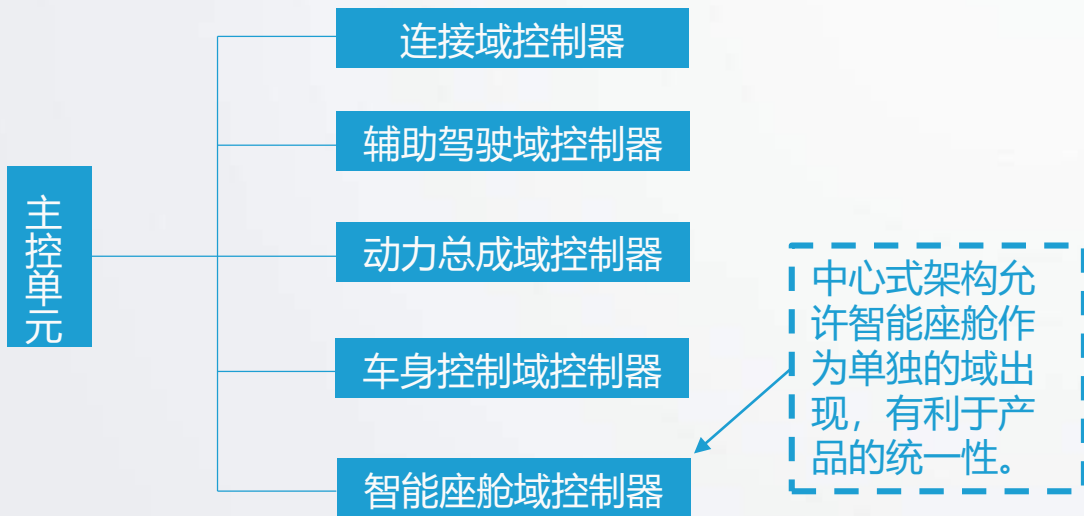 连接域控制器
辅助驾驶域控制器
主控单元
动力总成域控制器
车身控制域控制器
智能座舱域控制器
中心式架构允
许智能座舱作
为单独的域出
现，有利于产
品的统一性。